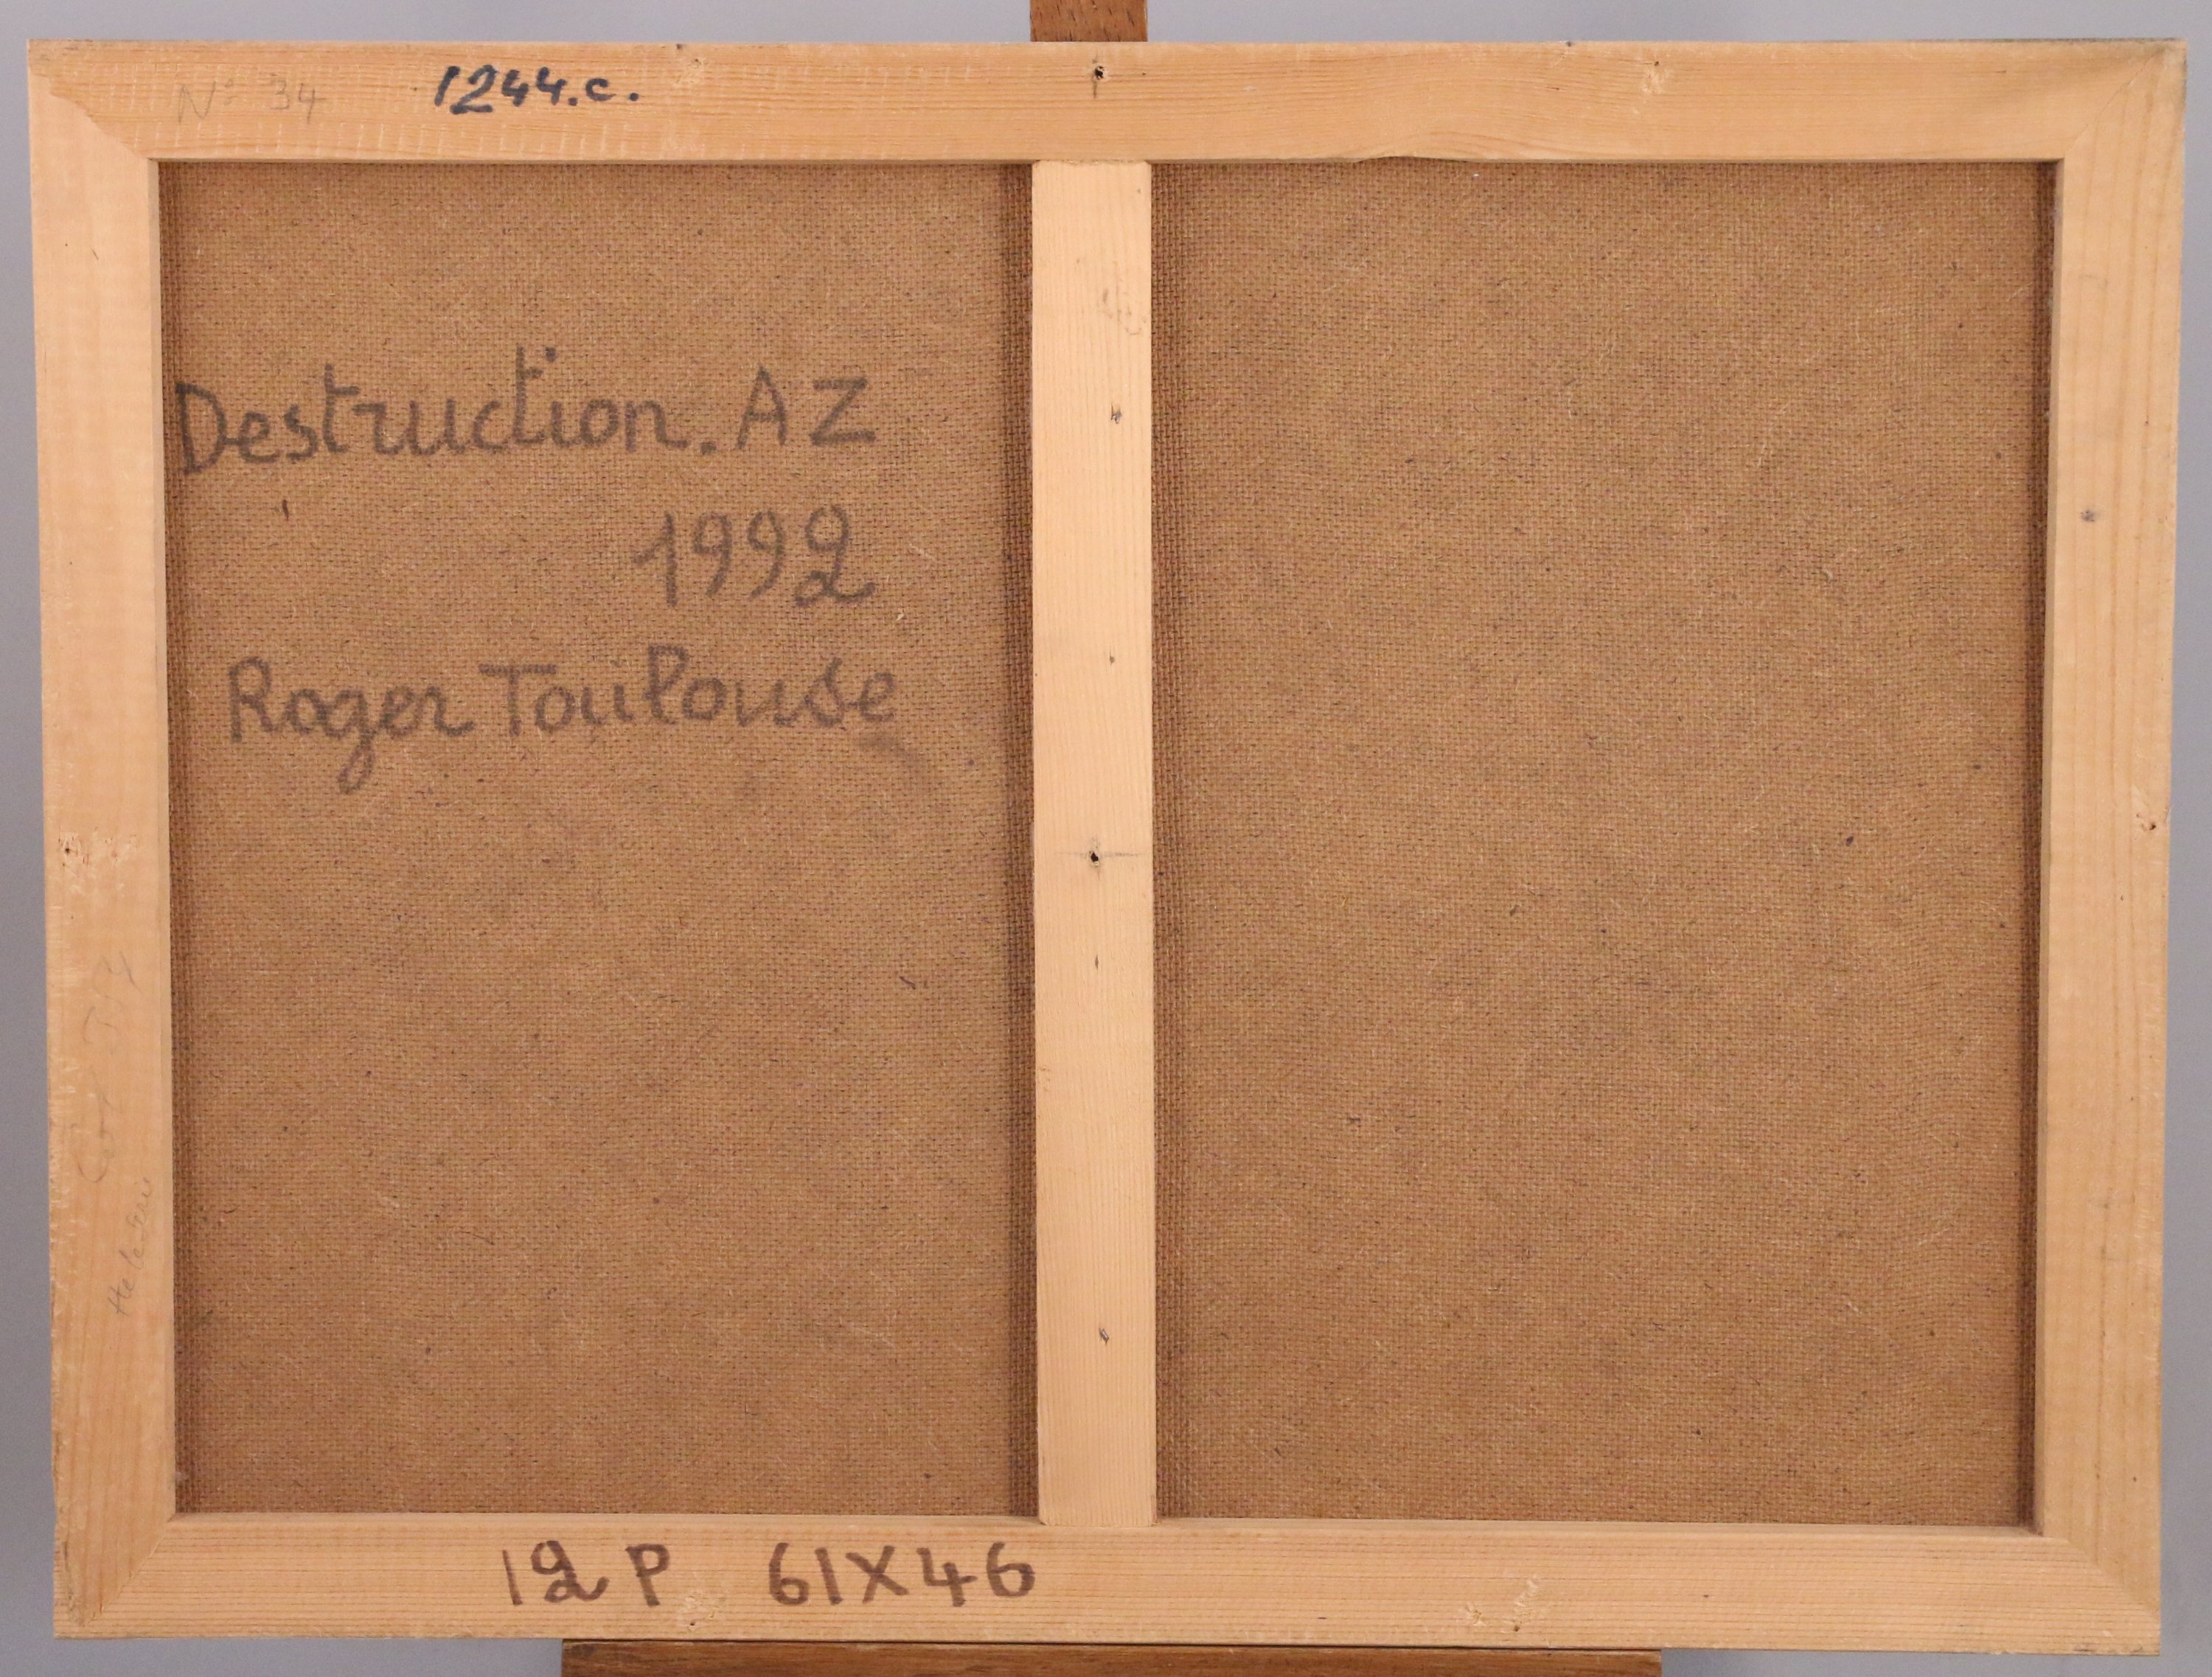 N° 34 1244.c.
Destruction. AZ
1992
Roger Toulouse
12 P 61X46